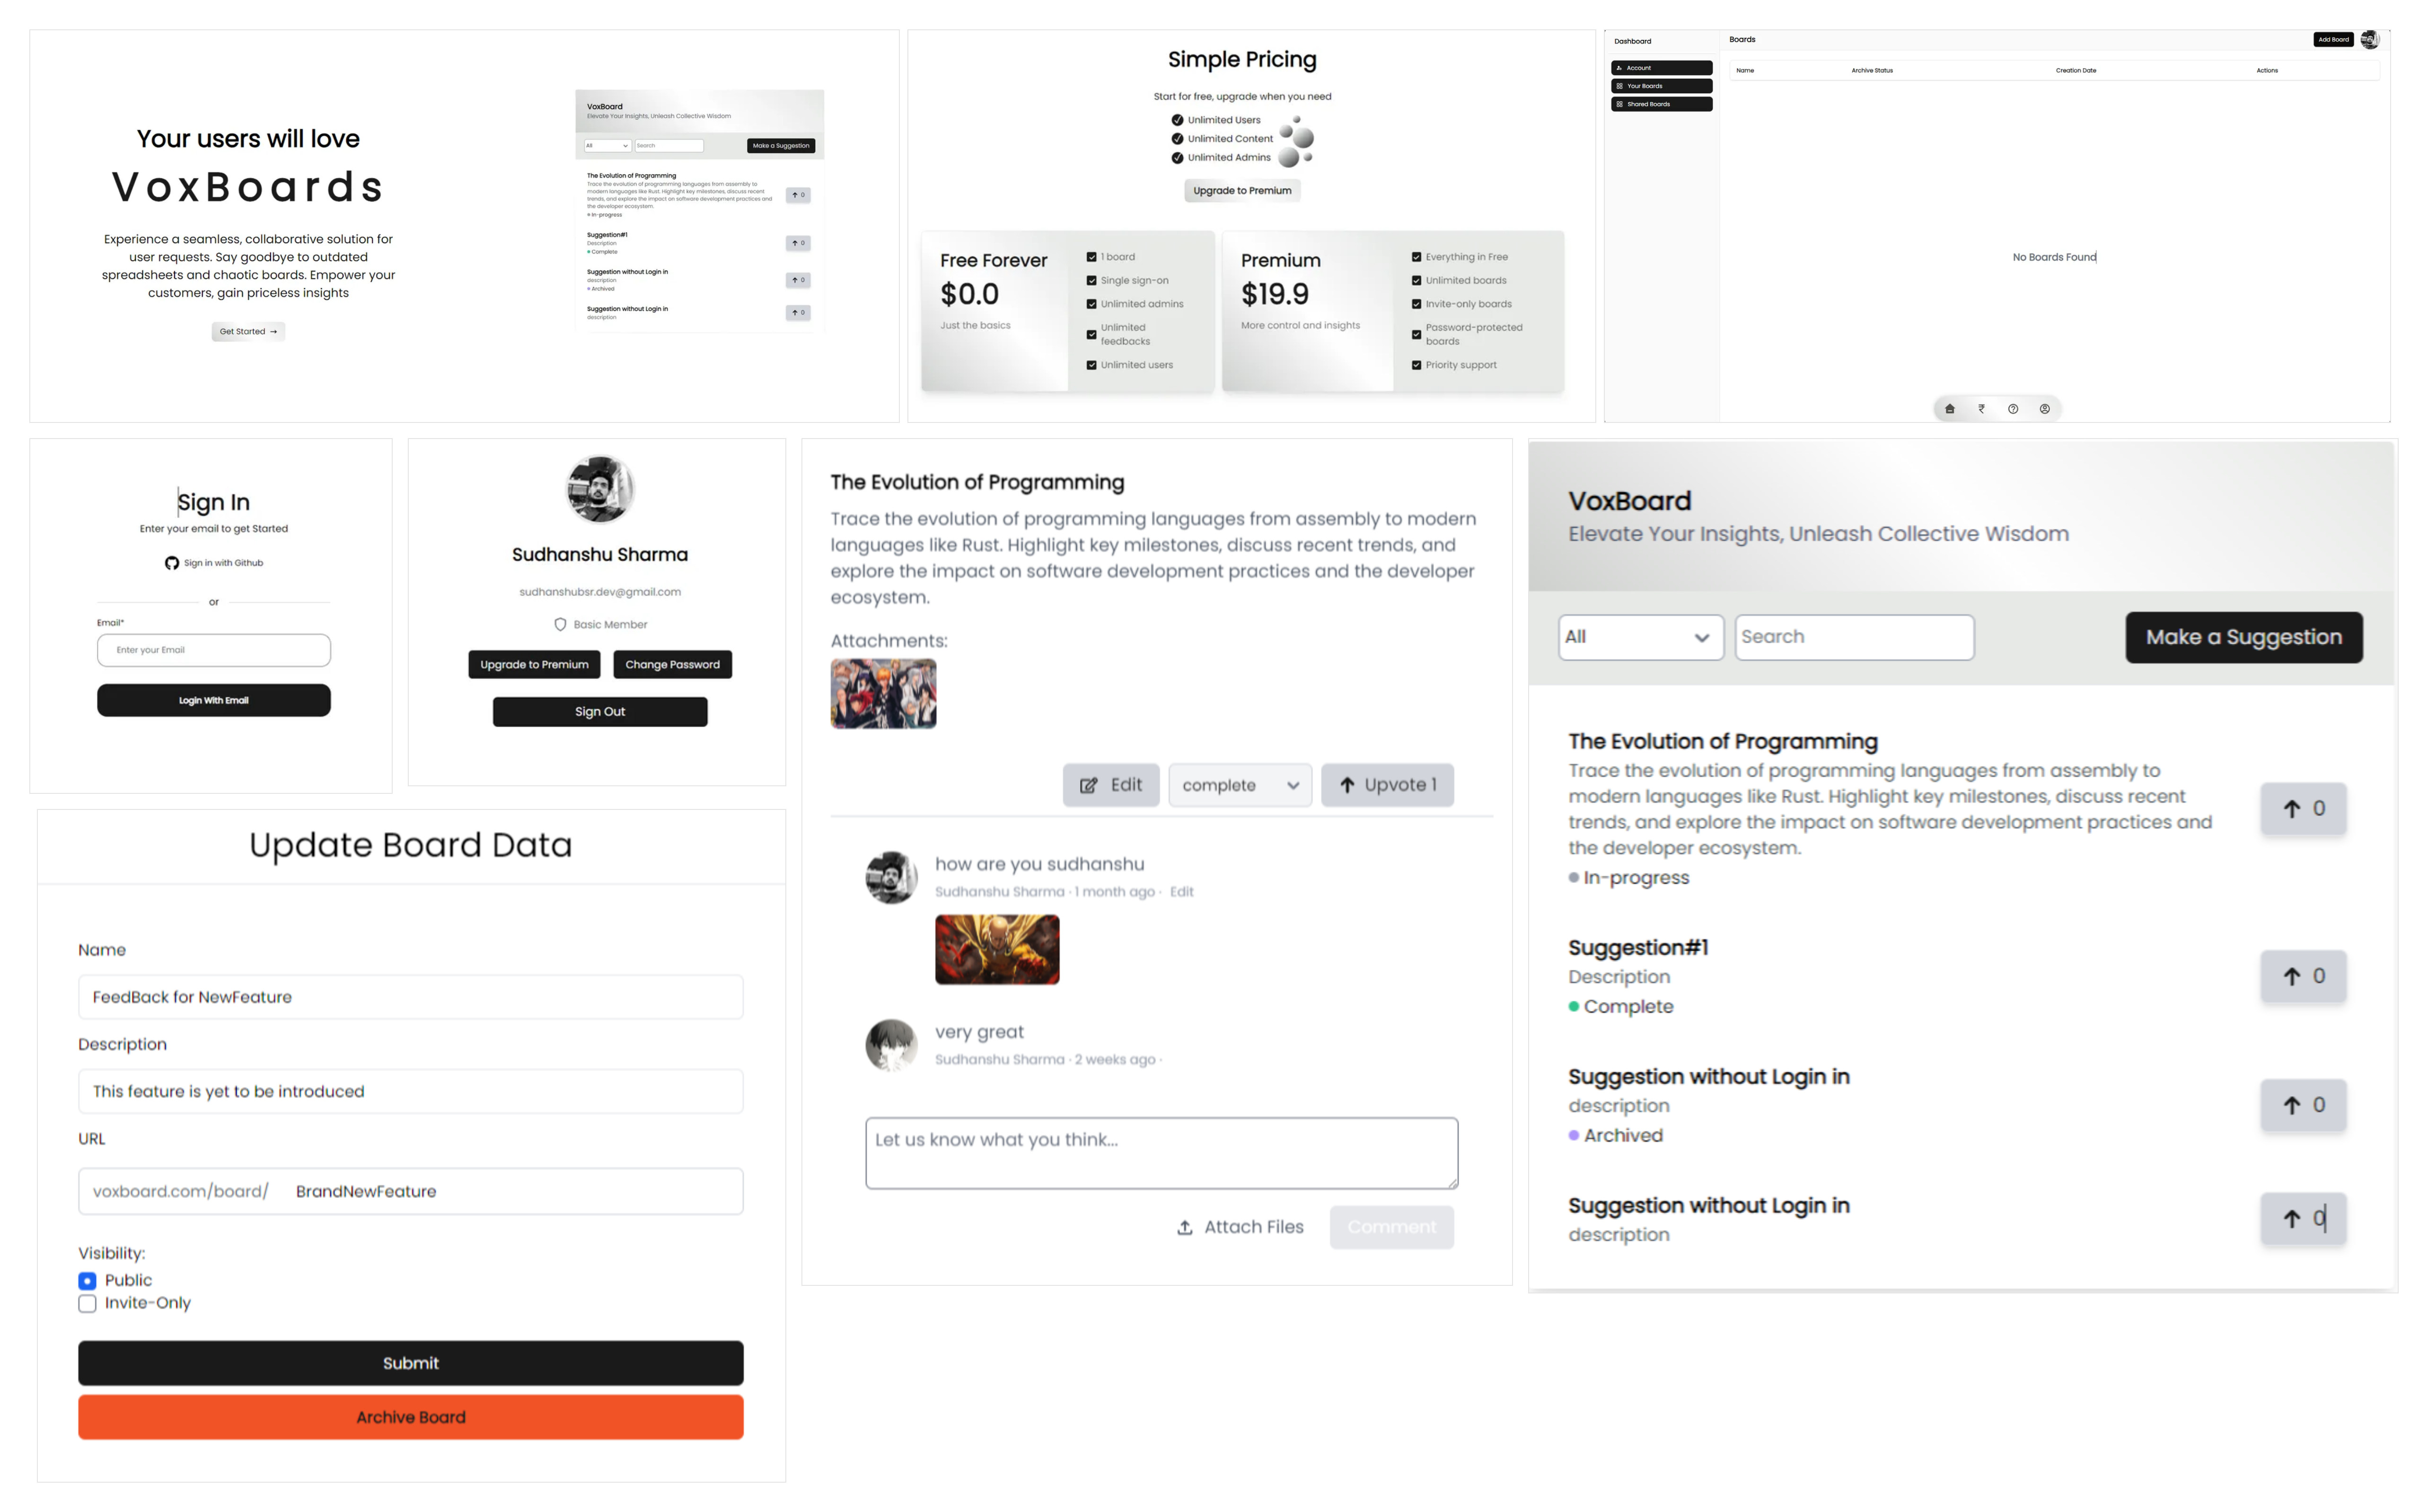 Your users will love
VoxBoards
Experience a seamless, collaborative solution for
user requests. Say goodbye to outdated
spreadsheets and chaotic boards. Empower your
customers, gain priceless insights
Get Started →
VoxBoard
Elevate Your Insights, Unleash Collective Wisdom
All
Search
Make a Suggestion
The Evolution of Programming
Trace the evolution of programming languages from assembly to
modern languages like Rust. Highlight key milestones, discuss recent
trends, and explore the impact on software development practices and
the developer ecosystem.
In-progress
0
Suggestion#1
Description
Complete
0
Suggestion without Login in
description
Archived
0
Suggestion without Login in
description
0
Simple Pricing
Start for free, upgrade when you need
Unlimited Users
Unlimited Content
Unlimited Admins
Upgrade to Premium
Free Forever
$0.0
Just the basics
1 board
Single sign-on
Unlimited admins
Unlimited
feedbacks
Unlimited users
Premium
$19.9
More control and insights
Everything in Free
Unlimited boards
Invite-only boards
Password-protected
boards
Priority support
Dashboard
Account
Your Boards
Shared Boards
Boards
Add Board
Name
Archive Status
Creation Date
Actions
No Boards Found
₹
Sign In
Enter your email to get Started
Sign in with Github
or
Email*
Enter your Email
Login With Email
Sudhanshu Sharma
sudhanshubsr.dev@gmail.com
Basic Member
Upgrade to Premium
Change Password
Sign Out
The Evolution of Programming
Trace the evolution of programming languages from assembly to modern
languages like Rust. Highlight key milestones, discuss recent trends, and
explore the impact on software development practices and the developer
ecosystem.
Attachments:
Edit
complete
Upvote 1
how are you sudhanshu
Sudhanshu Sharma · 1 month ago · Edit
very great
Sudhanshu Sharma · 2 weeks ago ·
Let us know what you think...
Attach Files
Comment
VoxBoard
Elevate Your Insights, Unleash Collective Wisdom
All
Search
Make a Suggestion
The Evolution of Programming
Trace the evolution of programming languages from assembly to
modern languages like Rust. Highlight key milestones, discuss recent
trends, and explore the impact on software development practices and
the developer ecosystem.
In-progress
0
Suggestion#1
Description
Complete
0
Suggestion without Login in
description
Archived
0
Suggestion without Login in
description
0
Update Board Data
Name
FeedBack for NewFeature
Description
This feature is yet to be introduced
URL
voxboard.com/board/ BrandNewFeature
Visibility:
Public
Invite-Only
Submit
Archive Board